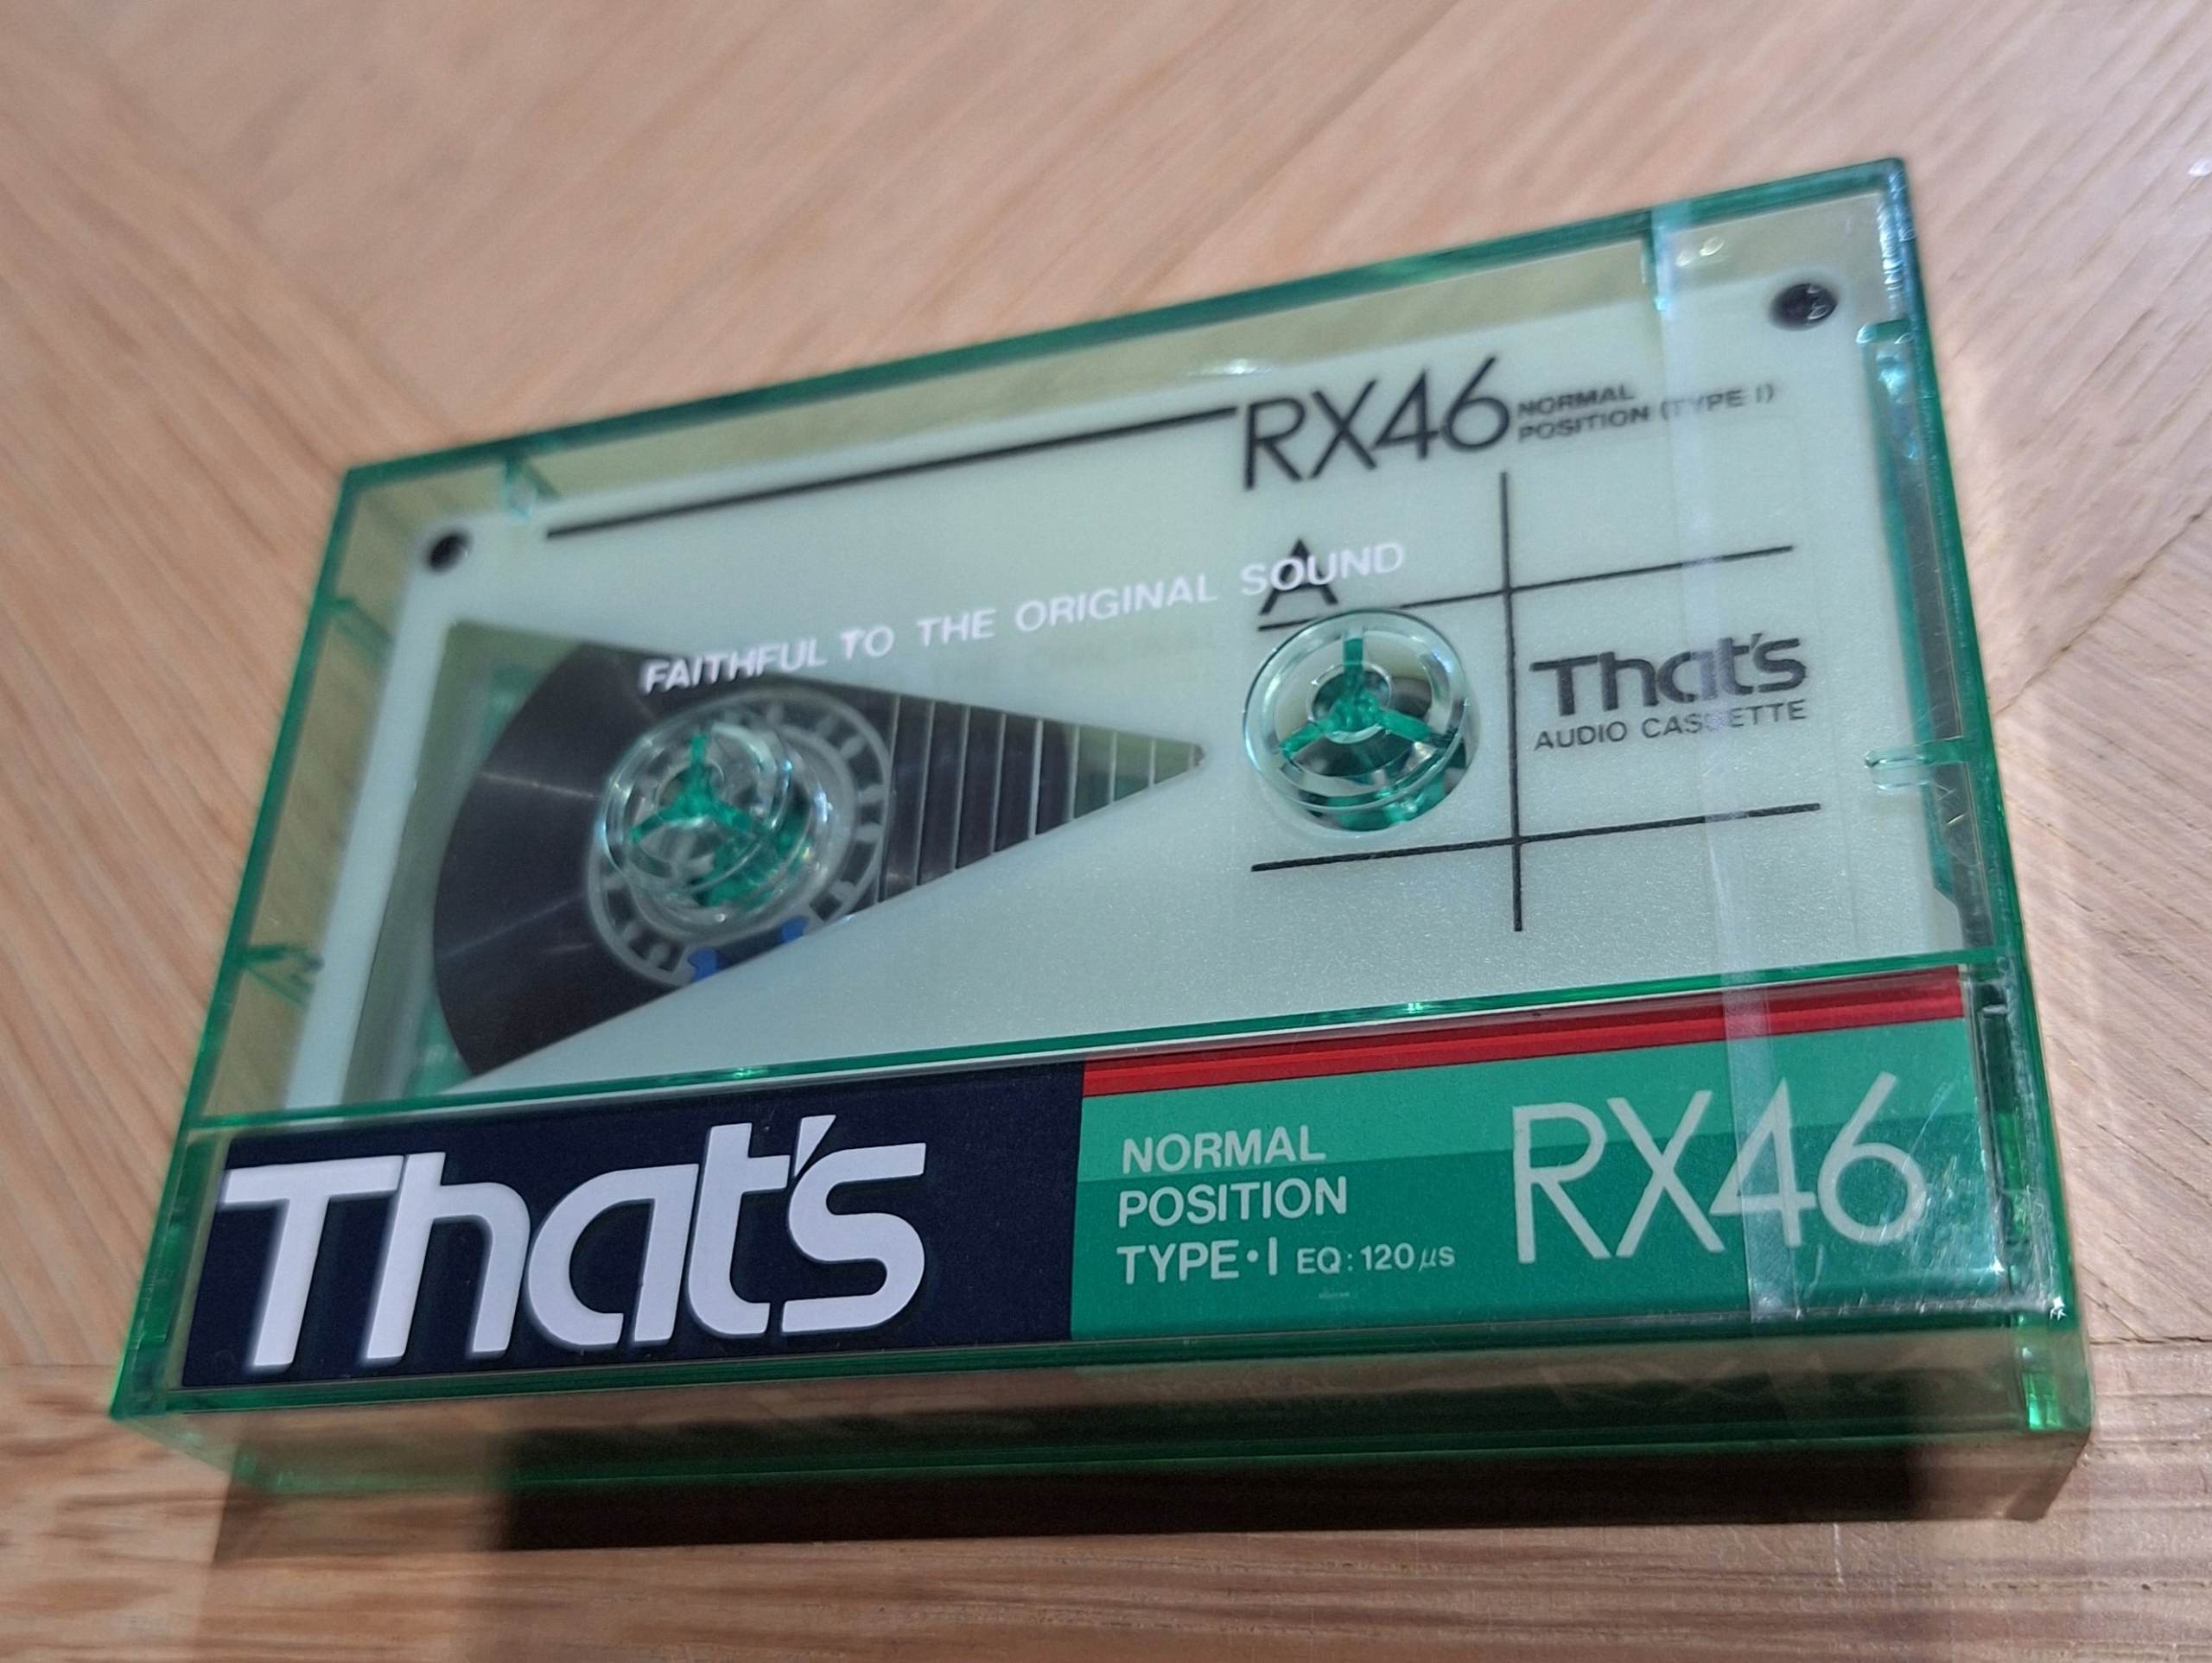 RX46 NORMAL
POSITION (TYPE I)
A
FAITHFUL TO THE ORIGINAL SOUND
That's
AUDIO CASSETTE
That's
NORMAL
POSITION
TYPE•I EQ:120μs
RX46